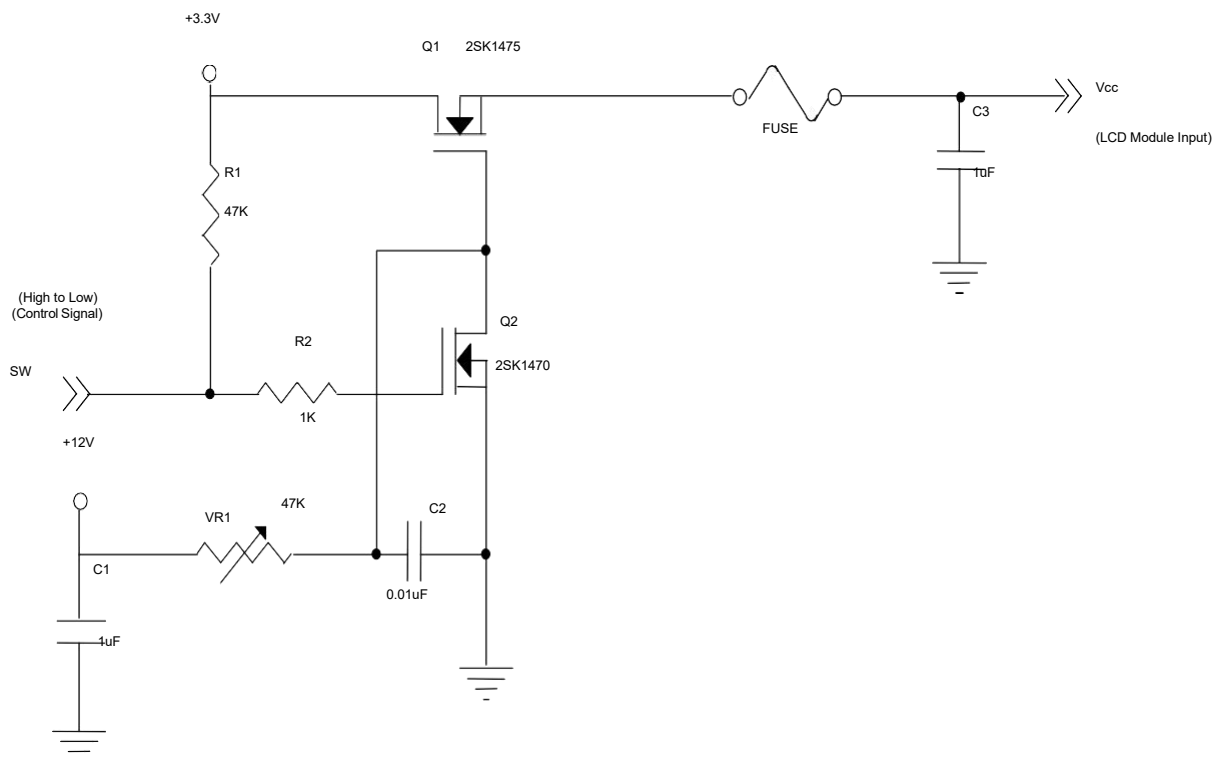 +3.3V
Q1 2SK1475
Vcc
C3
FUSE
(LCD Module Input)
R1
1uF
47K
(High to Low)
(Control Signal)
Q2
R2
2SK1470
SW
1K
+12V
47K
C2
VR1
C1
0.01uF
1uF